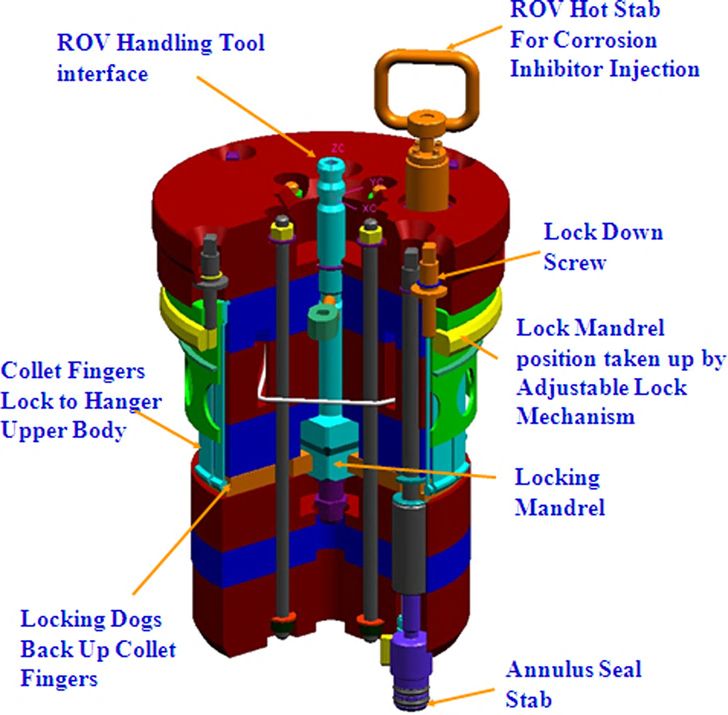 ROV Hot Stab
For Corrosion
Inhibitor Injection
ROV Handling Tool
interface
ZC
YC
XC
Lock Down
Screw
Lock Mandrel
position taken up by
Adjustable Lock
Mechanism
Collet Fingers
Lock to Hanger
Upper Body
Locking
Mandrel
Locking Dogs
Back Up Collet
Fingers
Annulus Seal
Stab